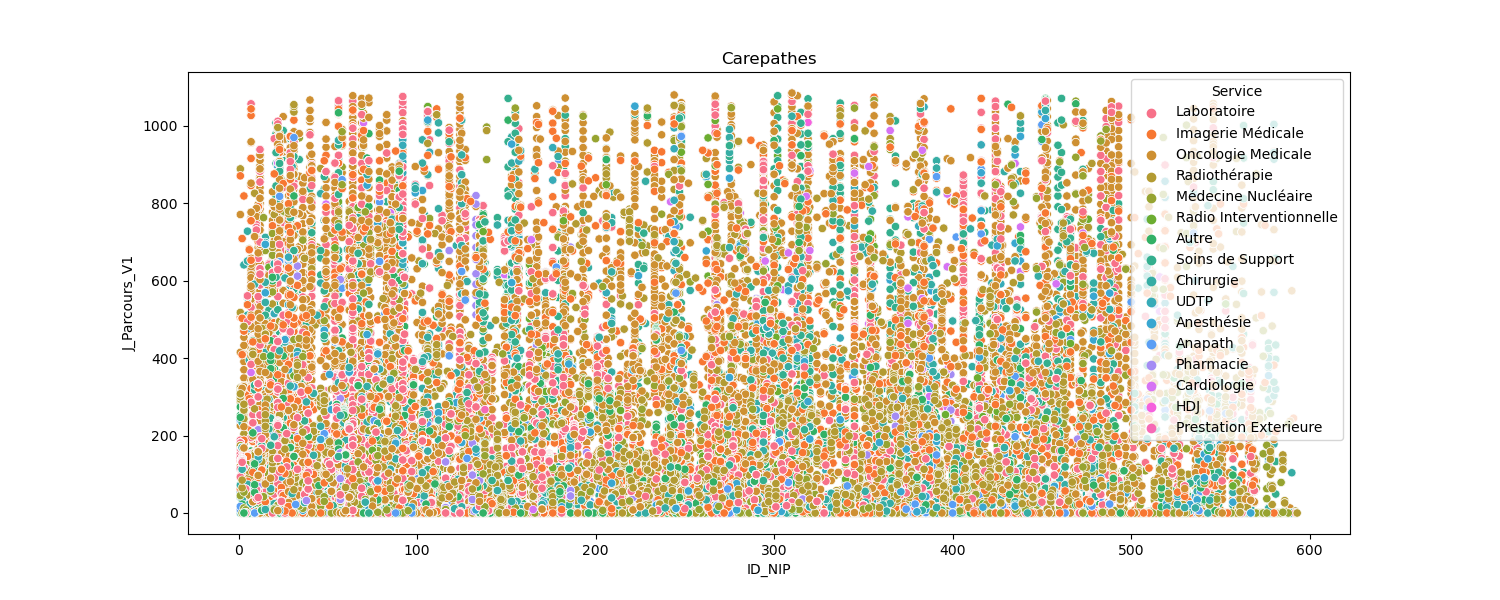 Carepathes
Service
Laboratoire
Imagerie Médicale
Oncologie Medicale
Radiothérapie
Médecine Nucléaire
Radio Interventionnelle
Autre
Soins de Support
Chirurgie
UDTP
Anesthésie
Anapath
Pharmacie
Cardiologie
HDJ
Prestation Exterieure
J_Parcours_V1
1000
800
600
400
200
0
0 100 200 300 400 500 600
ID_NIP